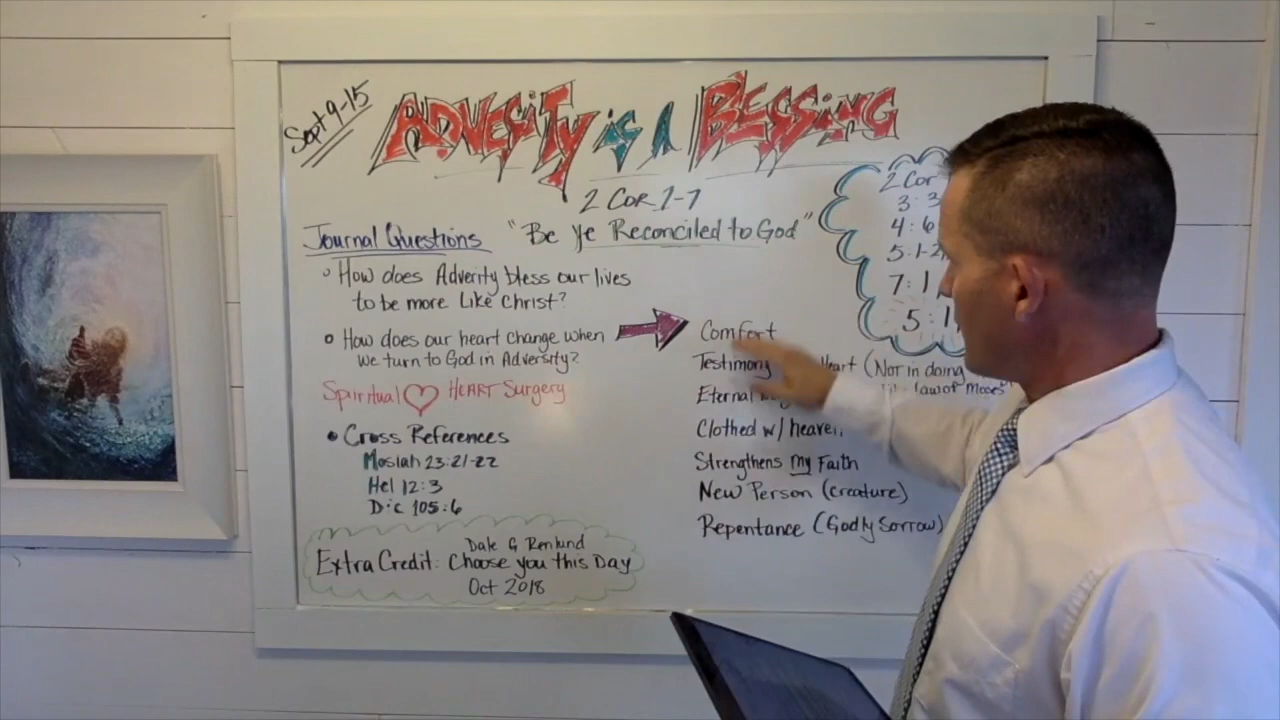 Sept 9-15
ADVERSITY is A BLESSING
2 Cor 1-7
"Be Ye Reconciled to God"
Journal Questions
How does Adverity bless our lives
to be more Like Christ?
How does our heart change when
we turn to God in Adversity?
Spiritual HEART Surgery
Cross References
Mosiah 23:21-22
Hel 12:3
D:C 105:6
Extra Credit: Dale G Renlund
Choose you this Day
Oct 2018
2 Cor
3:3
4:6
5:1-2
7:1
5:1
Comfort
Testimony Heart (Not in doing
law of Moses
Eternal
Clothed w/
Strengthens my Faith
New Person (creature)
Repentance (Godly Sorrow)